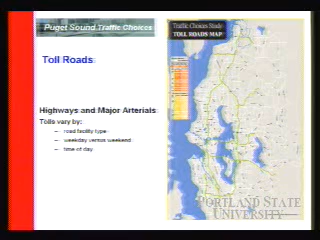 Puget Sound Traffic Choices
Traffic Choices Study
TOLL ROADS MAP
Toll Roads
Highways and Major Arterials
Tolls vary by:
– road facility type
– weekday versus weekend
– time of day
PORTLAND STATE
UNIVERSITY